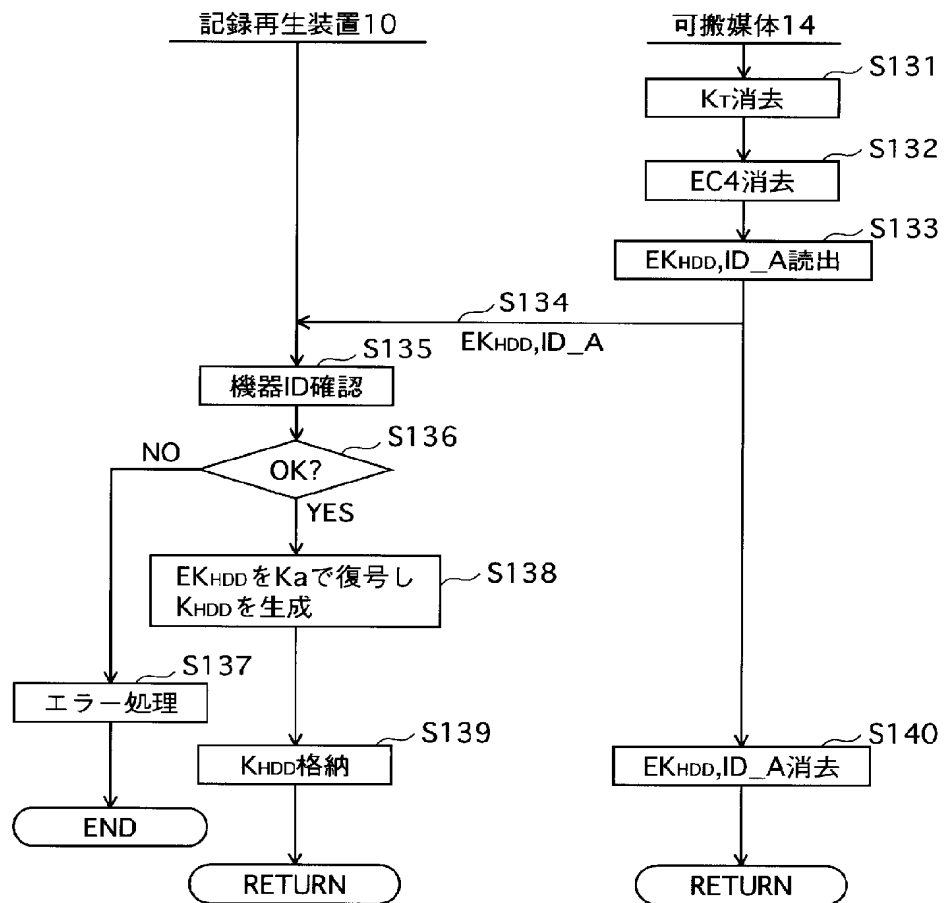 記録再生装置10
可搬媒体14
S131
KT消去
S132
EC4消去
S133
EKHDD,ID_A読出
S134
EKHDD,ID_A
S135
機器ID確認
S136
NO
OK?
YES
EKHDDをKaで復号し
KHDDを生成
S138
S137
エラー処理
S139
KHDD格納
S140
EKHDD,ID_A消去
END
RETURN
RETURN